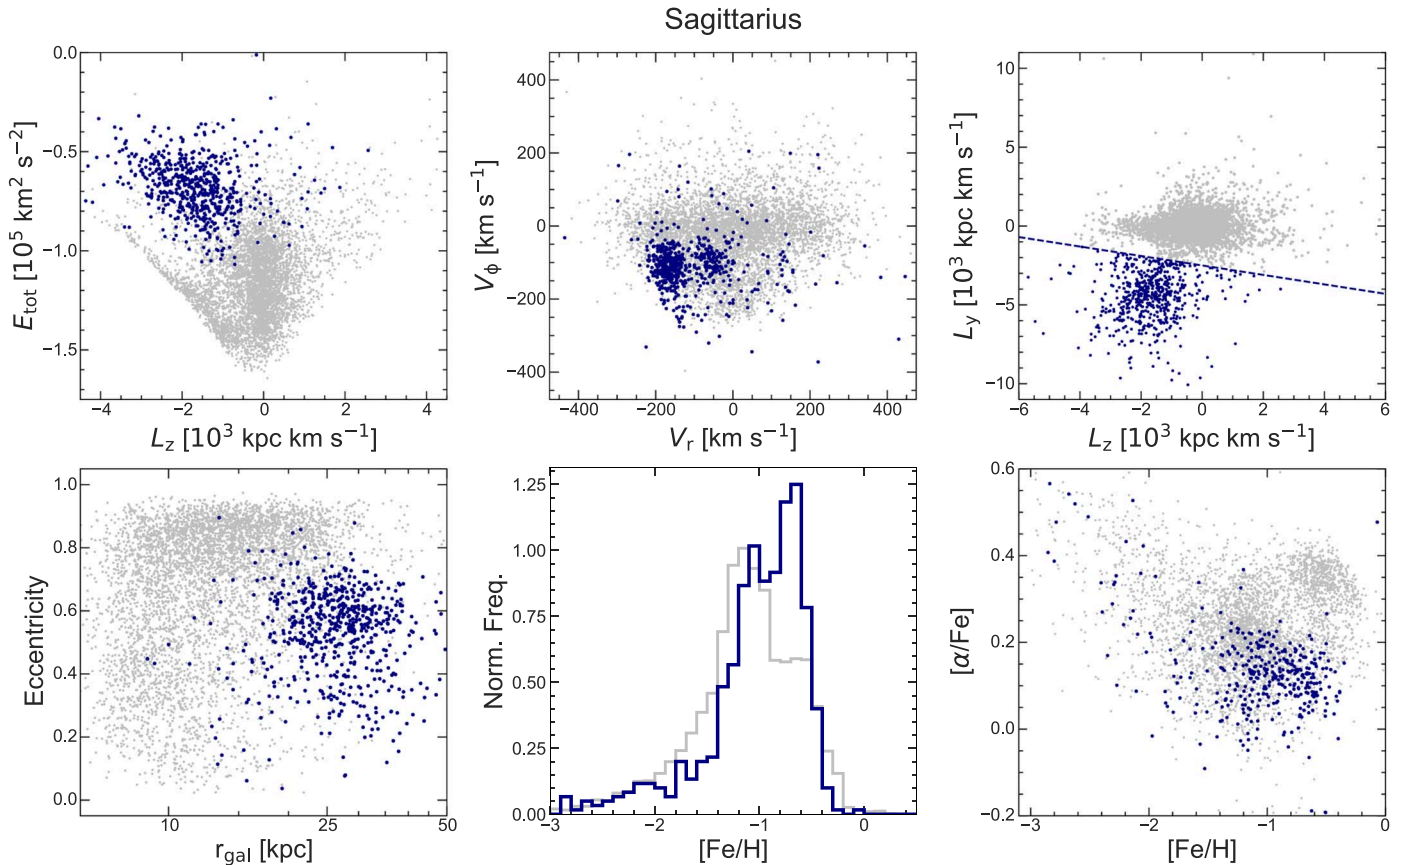 Sagittarius
0.0
−0.5
−1.0
−1.5
E_tot [10^5 km^2 s^−2]
−4 −2 0 2 4
L_z [10^3 kpc km s^−1]
400
200
0
−200
−400
V_ϕ [km s^−1]
−400 −200 0 200 400
V_r [km s^−1]
10
5
0
−5
−10
L_y [10^3 kpc km s^−1]
−6 −4 −2 0 2 4 6
L_z [10^3 kpc km s^−1]
1.0
0.8
0.6
0.4
0.2
0.0
Eccentricity
10 25 50
r_gal [kpc]
1.25
1.00
0.75
0.50
0.25
0.00
Norm. Freq.
−3 −2 −1 0
[Fe/H]
0.6
0.4
0.2
0.0
−0.2
[α/Fe]
−3 −2 −1 0
[Fe/H]